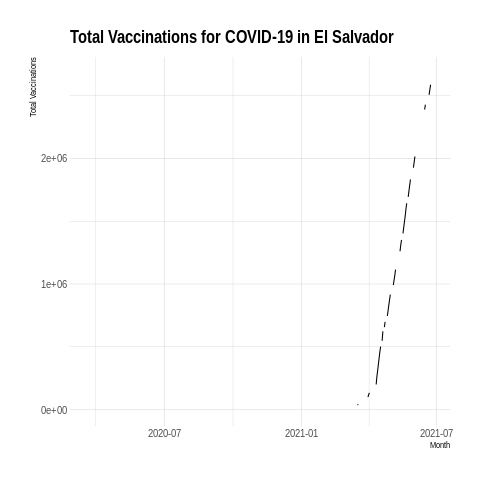 Total Vaccinations for COVID-19 in El Salvador
Total Vaccinations
2e+06
1e+06
0e+00
2020-07
2021-01
2021-07
Month